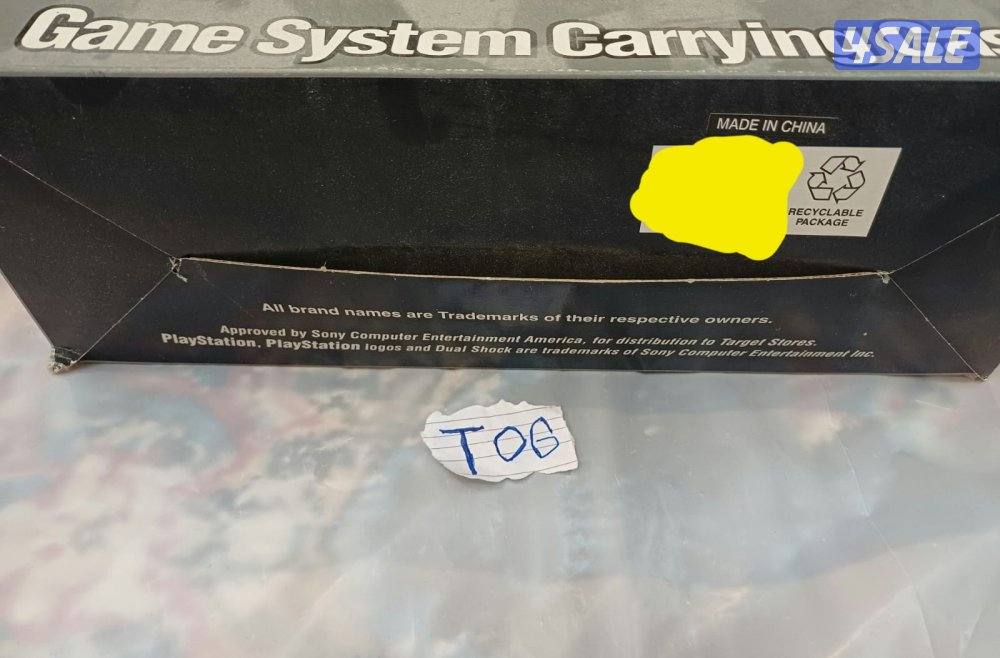 Game System Carrying
4SALE
MADE IN CHINA
RECYCLABLE
PACKAGE
All brand names are Trademarks of their respective owners.
Approved by Sony Computer Entertainment America, for distribution to Target Stores.
PlayStation, PlayStation logos and Dual Shock are trademarks of Sony Computer Entertainment Inc.
TOG